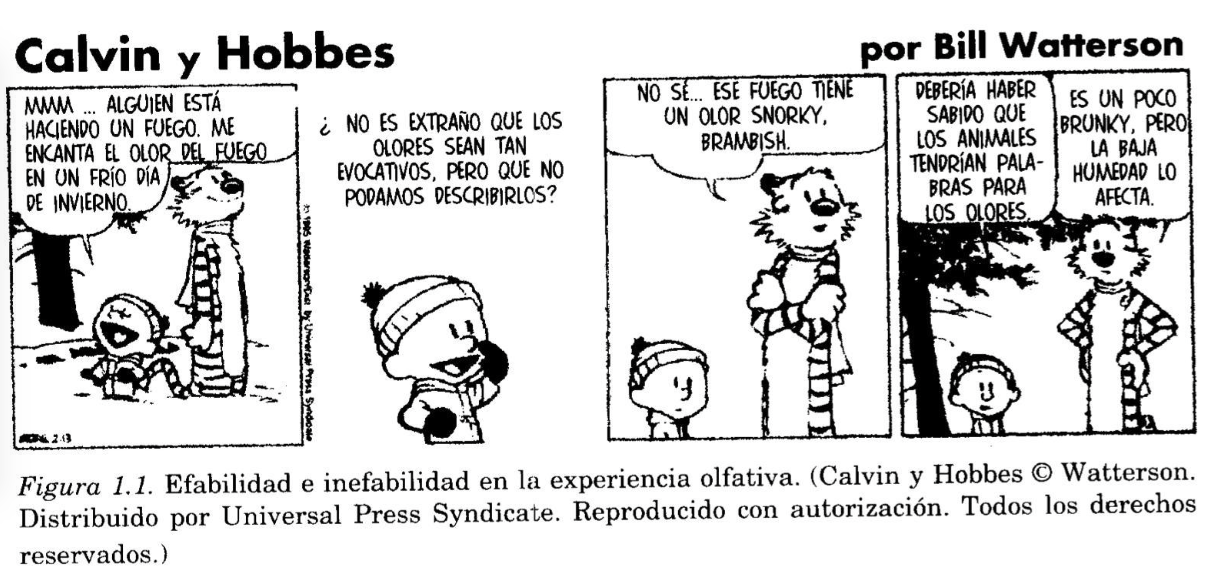 Calvin y Hobbes
por Bill Watterson
MMM ... ALGUIEN ESTÁ
HACIENDO UN FUEGO. ME
ENCANTA EL OLOR DEL FUEGO
EN UN FRÍO DÍA
DE INVIERNO.
¿ NO ES EXTRAÑO QUE LOS
OLORES SEAN TAN
EVOCATIVOS, PERO QUE NO
PODAMOS DESCRIBIRLOS?
NO SÉ... ESE FUEGO TIENE
UN OLOR SNORKY,
BRAMBISH.
DEBERÍA HABER
SABIDO QUE
LOS ANIMALES
TENDRÍAN PALA-
BRAS PARA
LOS OLORES.
ES UN POCO
BRUNKY, PERO
LA BAJA
HUMEDAD LO
AFECTA.
2·13
Figura 1.1. Efabilidad e inefabilidad en la experiencia olfativa. (Calvin y Hobbes © Watterson.
Distribuido por Universal Press Syndicate. Reproducido con autorización. Todos los derechos
reservados.)